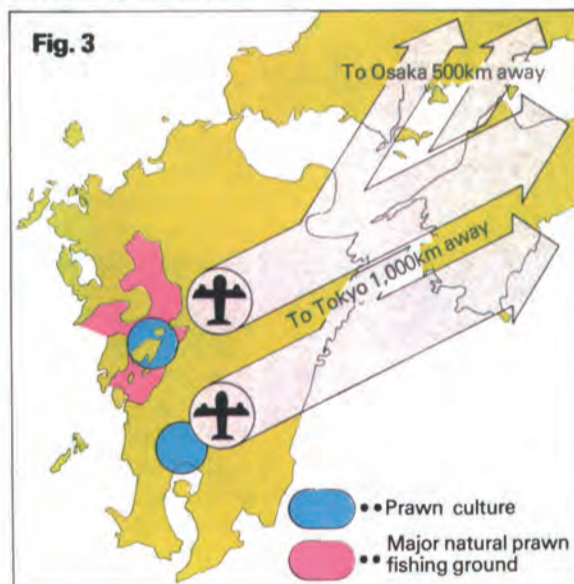 Fig. 3
To Osaka 500km away
To Tokyo 1,000km away
•• Prawn culture
•• Major natural prawn
fishing ground